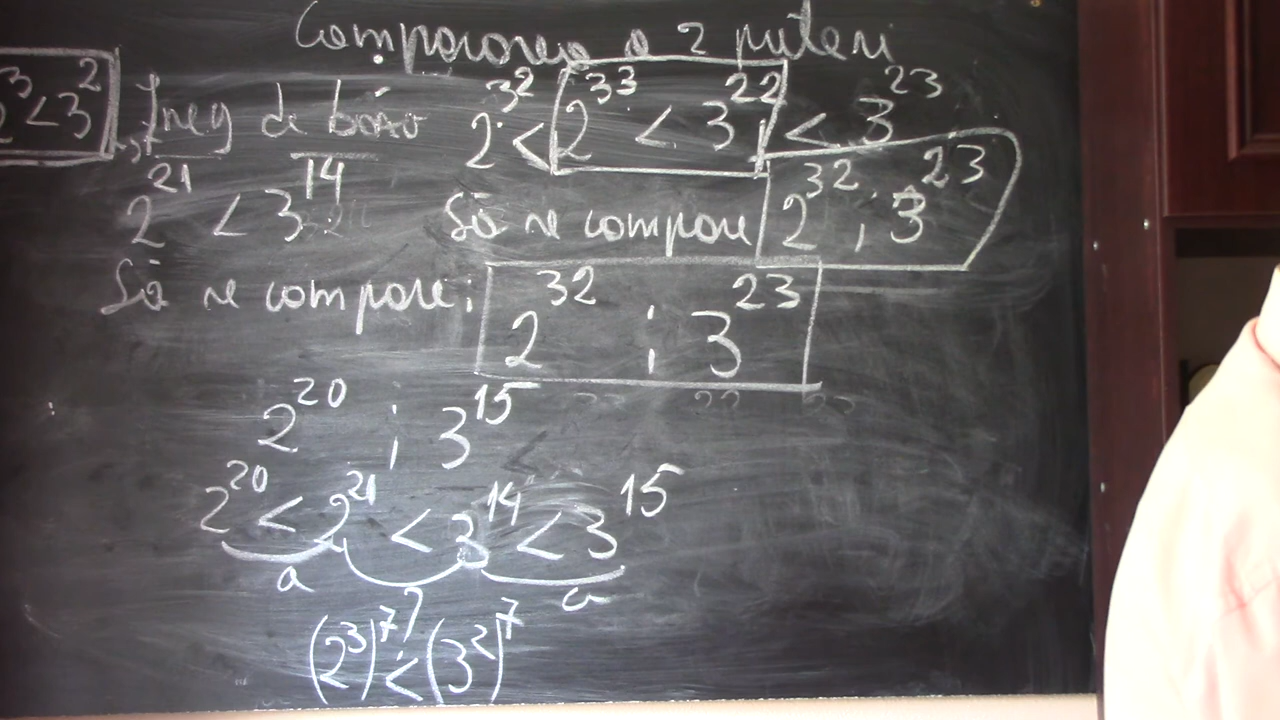 Compararea a 2 puteri
2³ < 3² , Ineg de bază 2³² < 2³³ < 3²² < 3²³
2²¹ < 3¹⁴ Să se compare 2³² ; 3²³
Să se compare: 2³² ; 3²³
2²⁰ ; 3¹⁵
2²⁰ < 2²¹ < 3¹⁴ < 3¹⁵
a ? a
(2³)⁷ < (3²)⁷